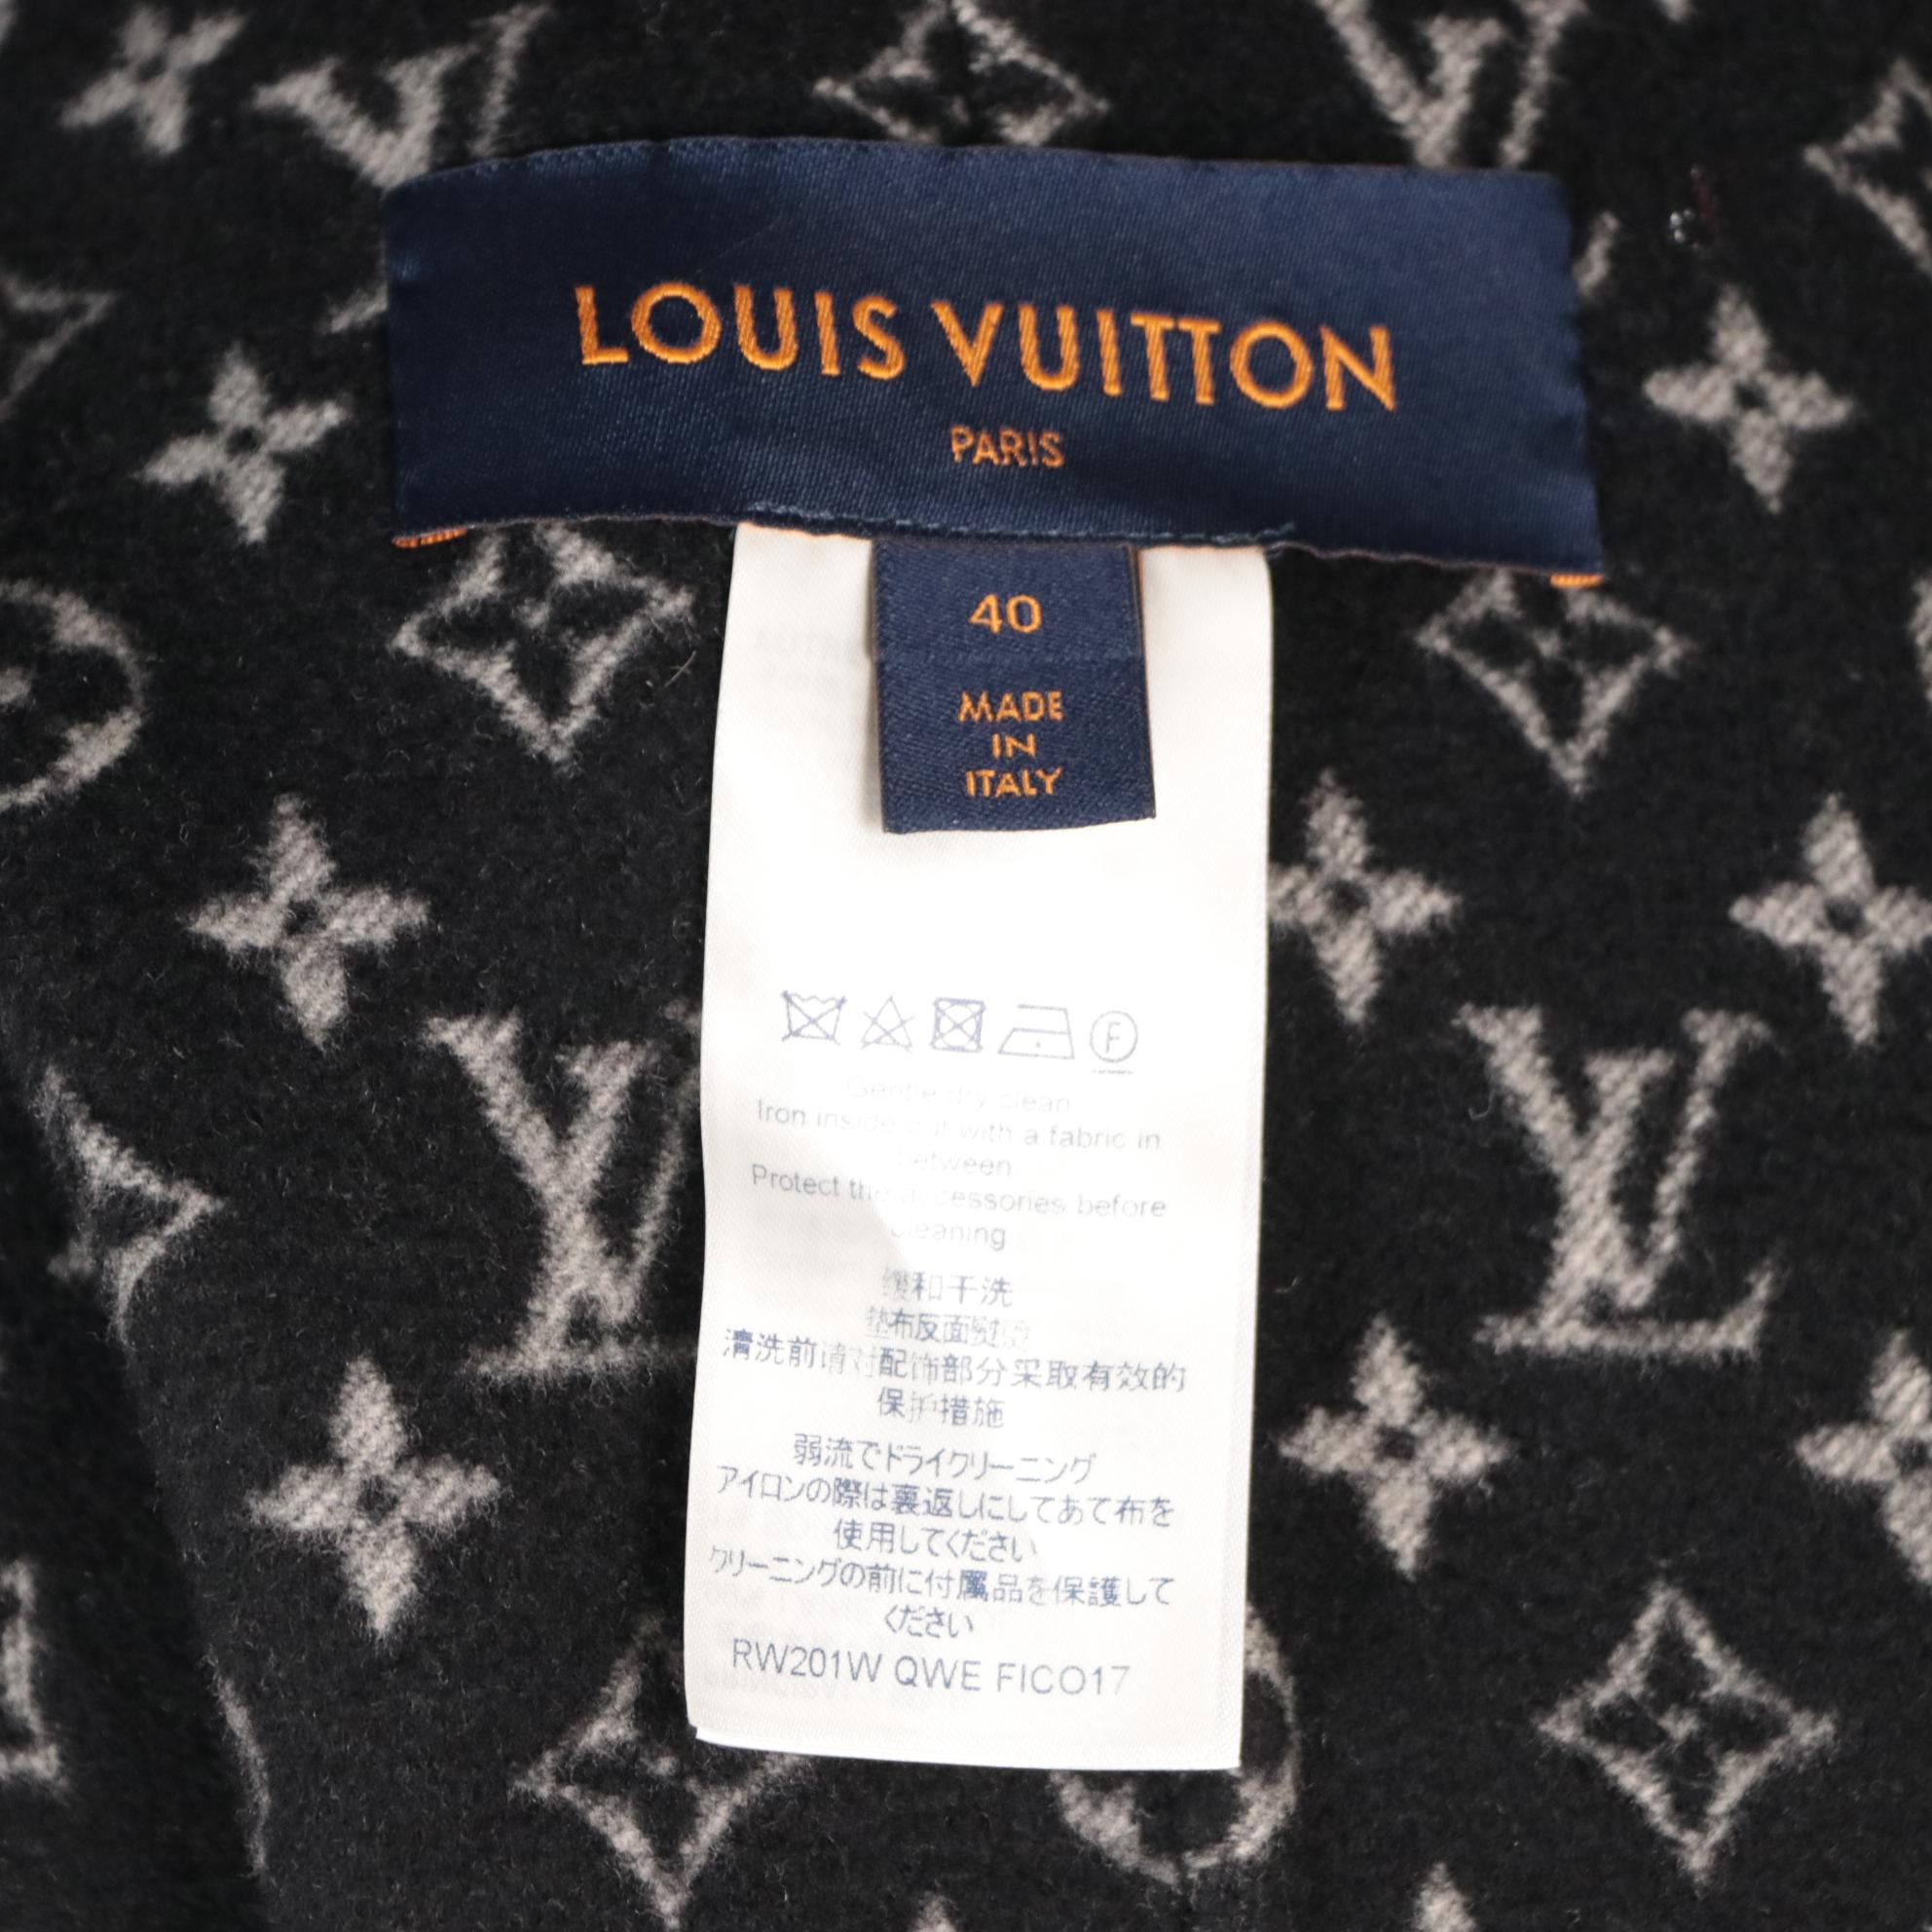 LOUIS VUITTON
PARIS
40
MADE
IN
ITALY
F
Gentle dry clean
Iron inside out with a fabric in
between
Protect the accessories before
cleaning
缓和干洗
垫布反面熨烫
清洗前请对配饰部分采取有效的
保护措施
弱流でドライクリーニング
アイロンの際は裏返しにしてあて布を
使用してください
クリーニングの前に付属品を保護して
ください
RW201W QWE FICO17